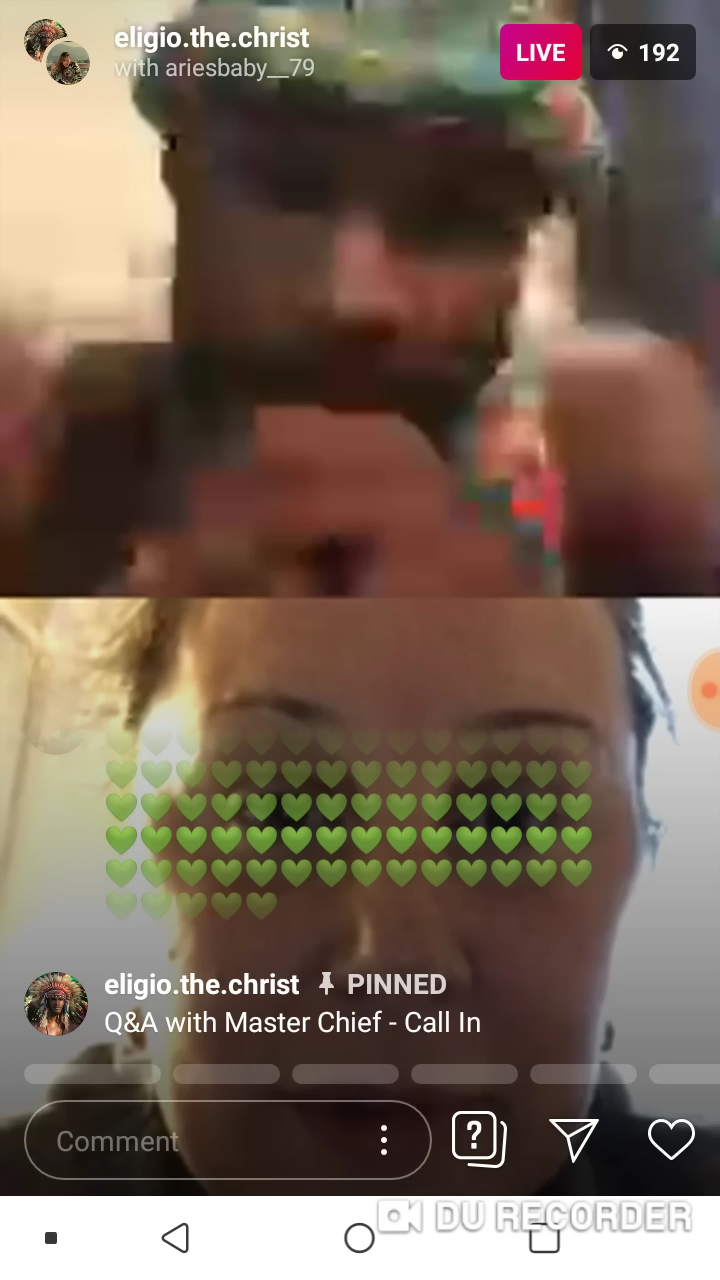 eligio.the.christ
with ariesbaby__79
LIVE
192
eligio.the.christ PINNED
Q&A with Master Chief - Call In
Comment
?
DU RECORDER